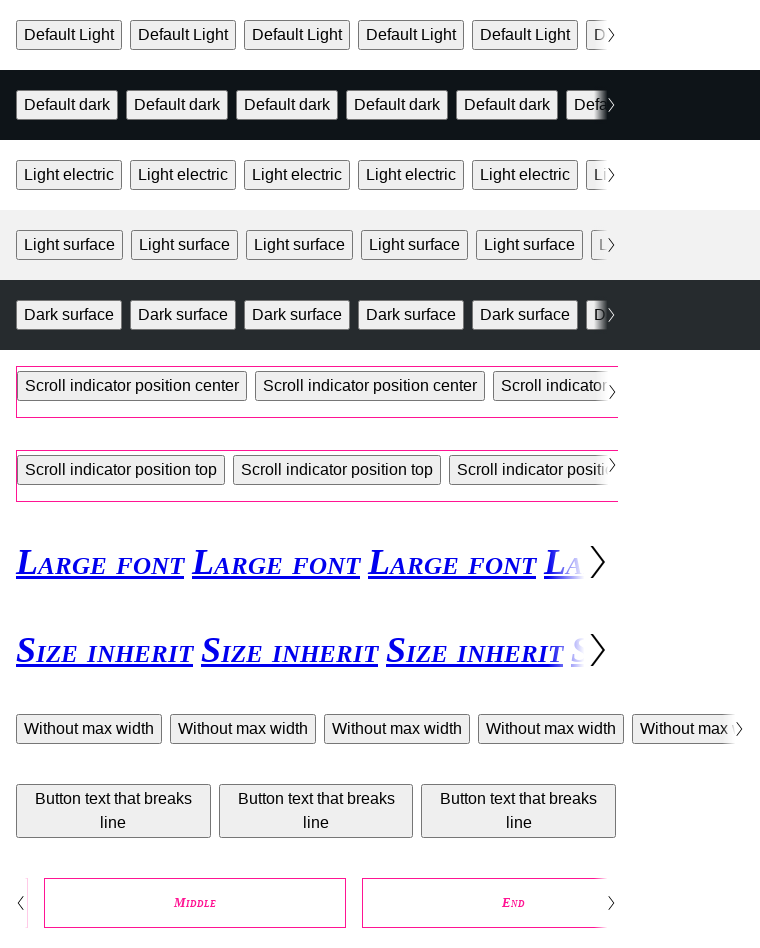 Default Light Default Light Default Light Default Light Default Light
Default dark Default dark Default dark Default dark Default dark Defa
Light electric Light electric Light electric Light electric Light electric Li
Light surface Light surface Light surface Light surface Light surface L
Dark surface Dark surface Dark surface Dark surface Dark surface D
Scroll indicator position center Scroll indicator position center Scroll indicator
Scroll indicator position top Scroll indicator position top Scroll indicator positi
Large font Large font Large font La
Size inherit Size inherit Size inherit S
Without max width Without max width Without max width Without max width Without max
Button text that breaks Button text that breaks Button text that breaks
line line line
Middle End